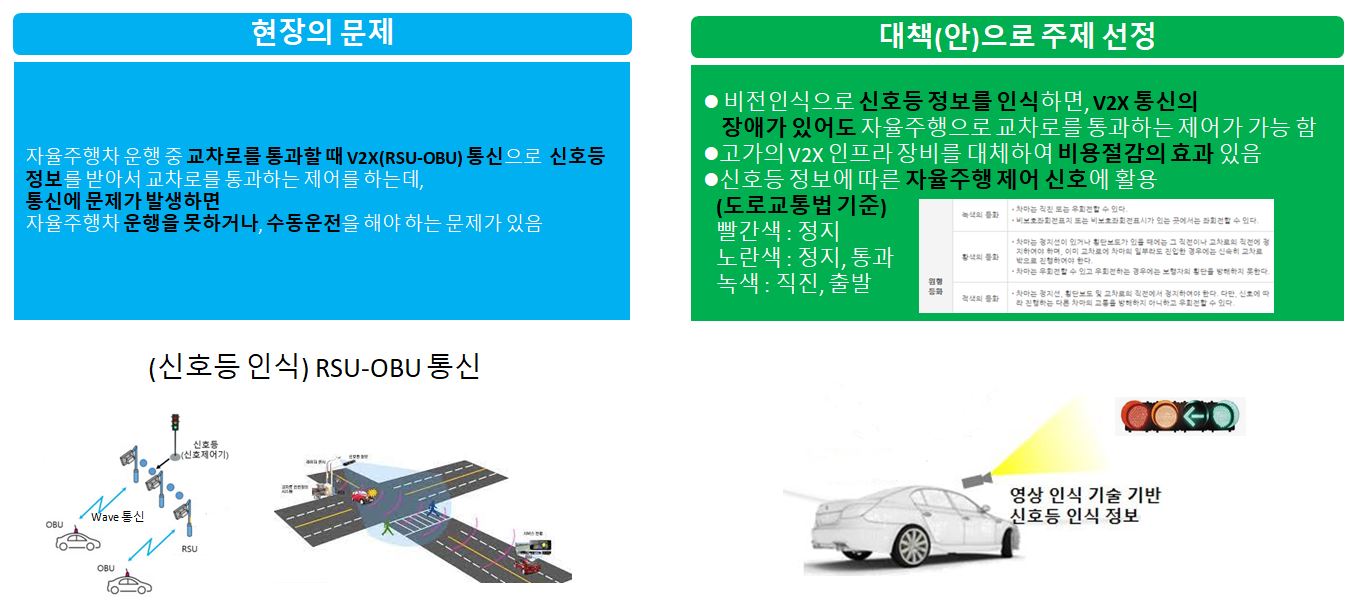 현장의 문제
자율주행차 운행 중 교차로를 통과할 때 V2X(RSU-OBU) 통신으로 신호등
정보를 받아서 교차로를 통과하는 제어를 하는데,
통신에 문제가 발생하면
자율주행차 운행을 못하거나, 수동운전을 해야 하는 문제가 있음
(신호등 인식) RSU-OBU 통신
신호등
(신호제어기)
OBU
Wave 통신
RSU
OBU
대책(안)으로 주제 선정
● 비전인식으로 신호등 정보를 인식하면, V2X 통신의
장애가 있어도 자율주행으로 교차로를 통과하는 제어가 가능 함
●고가의 V2X 인프라 장비를 대체하여 비용절감의 효과 있음
●신호등 정보에 따른 자율주행 제어 신호에 활용
(도로교통법 기준)
빨간색 : 정지
노란색 : 정지, 통과
녹색 : 직진, 출발
원형
등화
녹색의 등화
• 차마는 직진 또는 우회전할 수 있다.
• 비보호좌회전표지 또는 비보호좌회전표시가 있는 곳에서는 좌회전할 수 있다.
황색의 등화
• 차마는 정지선이 있거나 횡단보도가 있을 때에는 그 직전이나 교차로의 직전에 정
지하여야 하며, 이미 교차로에 차마의 일부라도 진입한 경우에는 신속히 교차로
밖으로 진행하여야 한다.
• 차마는 우회전할 수 있고 우회전하는 경우에는 보행자의 횡단을 방해하지 못한다.
적색의 등화
• 차마는 정지선, 횡단보도 및 교차로의 직전에서 정지하여야 한다. 다만, 신호에 따
라 진행하는 다른 차마의 교통을 방해하지 아니하고 우회전할 수 있다.
영상 인식 기술 기반
신호등 인식 정보